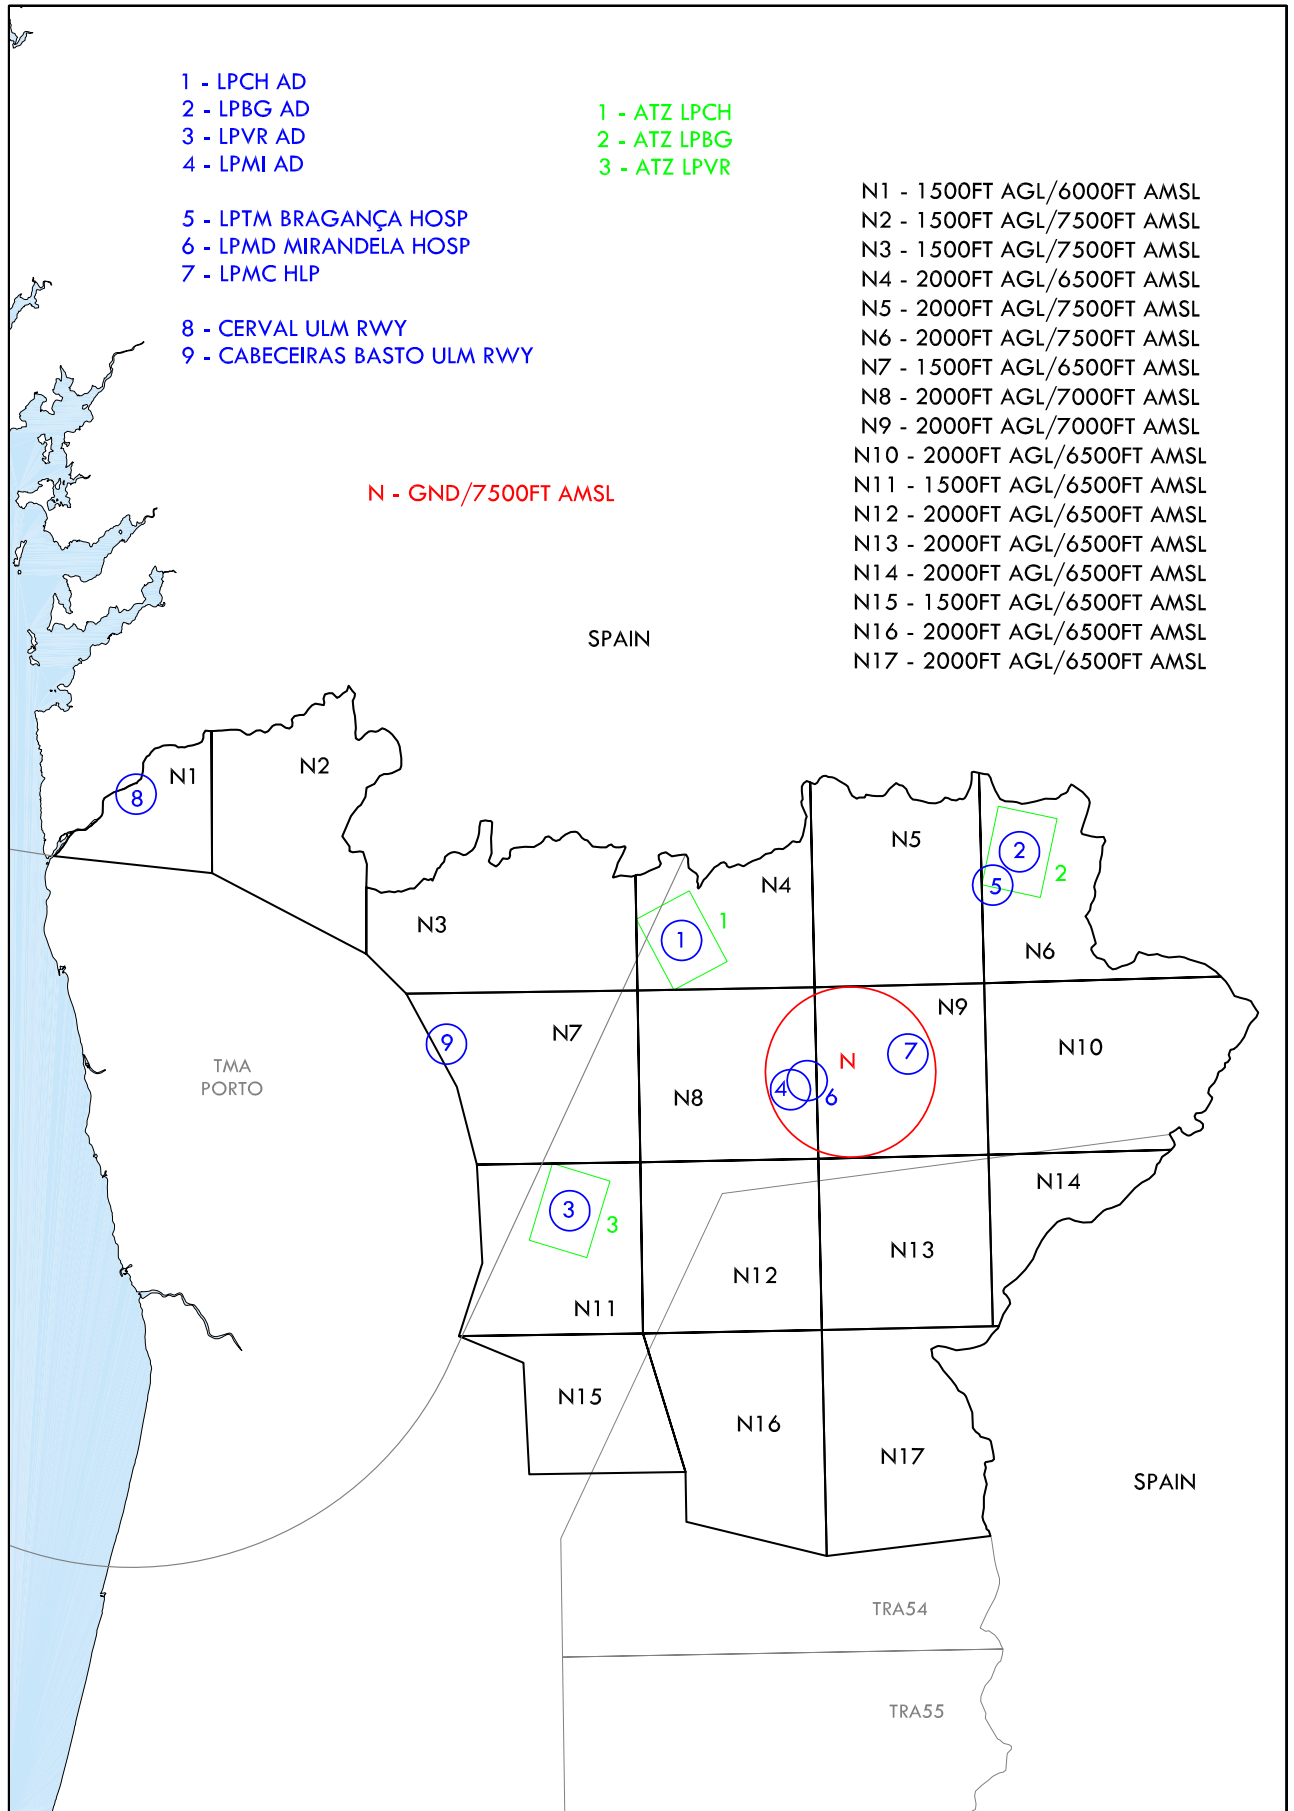 1 - LPCH AD
2 - LPBG AD
3 - LPVR AD
4 - LPMI AD
5 - LPTM BRAGANÇA HOSP
6 - LPMD MIRANDELA HOSP
7 - LPMC HLP
8 - CERVAL ULM RWY
9 - CABECEIRAS BASTO ULM RWY
1 - ATZ LPCH
2 - ATZ LPBG
3 - ATZ LPVR
N1 - 1500FT AGL/6000FT AMSL
N2 - 1500FT AGL/7500FT AMSL
N3 - 1500FT AGL/7500FT AMSL
N4 - 2000FT AGL/6500FT AMSL
N5 - 2000FT AGL/7500FT AMSL
N6 - 2000FT AGL/7500FT AMSL
N7 - 1500FT AGL/6500FT AMSL
N8 - 2000FT AGL/7000FT AMSL
N9 - 2000FT AGL/7000FT AMSL
N10 - 2000FT AGL/6500FT AMSL
N11 - 1500FT AGL/6500FT AMSL
N12 - 2000FT AGL/6500FT AMSL
N13 - 2000FT AGL/6500FT AMSL
N14 - 2000FT AGL/6500FT AMSL
N15 - 1500FT AGL/6500FT AMSL
N16 - 2000FT AGL/6500FT AMSL
N17 - 2000FT AGL/6500FT AMSL
N - GND/7500FT AMSL
SPAIN
N1
N2
8
N5
2
2
5
N4
N3
1
1
N6
N9
N7
9
N10
7
N
TMA
PORTO
N8
4
6
N14
3
3
N13
N12
N11
N15
N16
N17
SPAIN
TRA54
TRA55